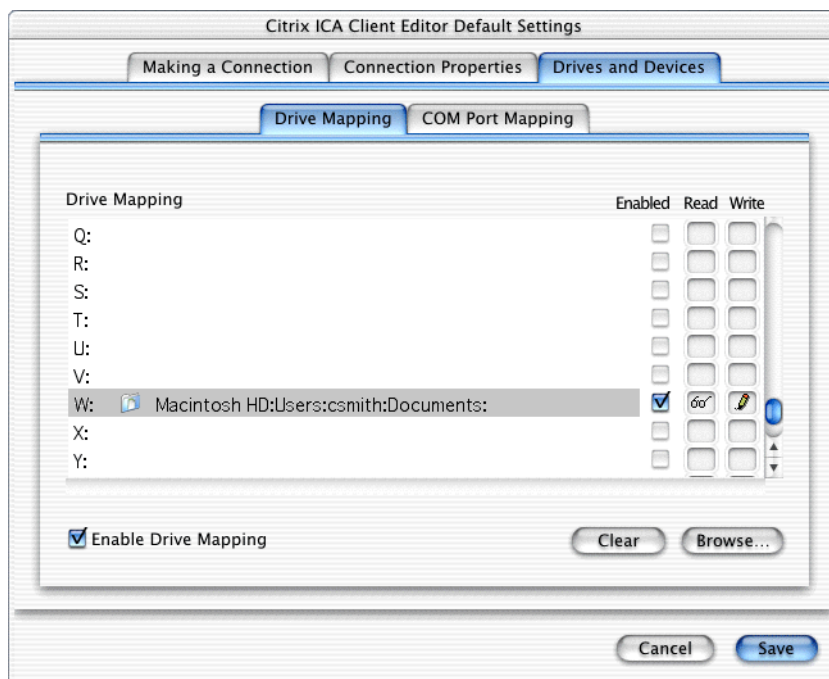 Citrix ICA Client Editor Default Settings
Making a Connection Connection Properties Drives and Devices
Drive Mapping COM Port Mapping
Drive Mapping Enabled Read Write
Q:
R:
S:
T:
U:
V:
W: Macintosh HD:Users:csmith:Documents:
X:
Y:
Enable Drive Mapping Clear Browse...
Cancel Save